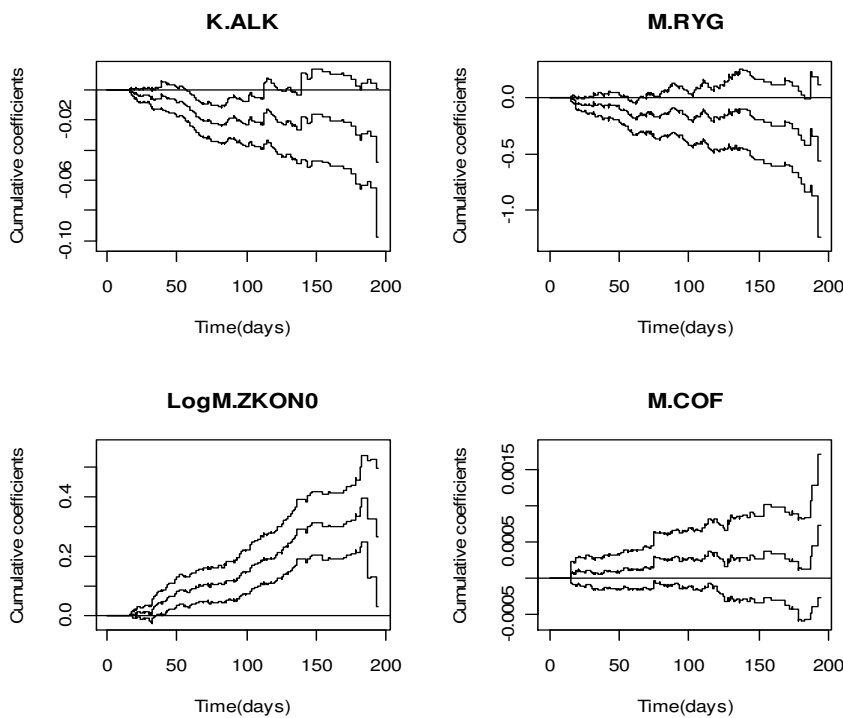 K.ALK
Cumulative coefficients
-0.10
-0.06
-0.02
0
50
100
150
200
Time(days)
M.RYG
Cumulative coefficients
-1.0
-0.5
0.0
0
50
100
150
200
Time(days)
LogM.ZKON0
Cumulative coefficients
0.0
0.2
0.4
0
50
100
150
200
Time(days)
M.COF
Cumulative coefficients
-0.0005
0.0005
0.0015
0
50
100
150
200
Time(days)